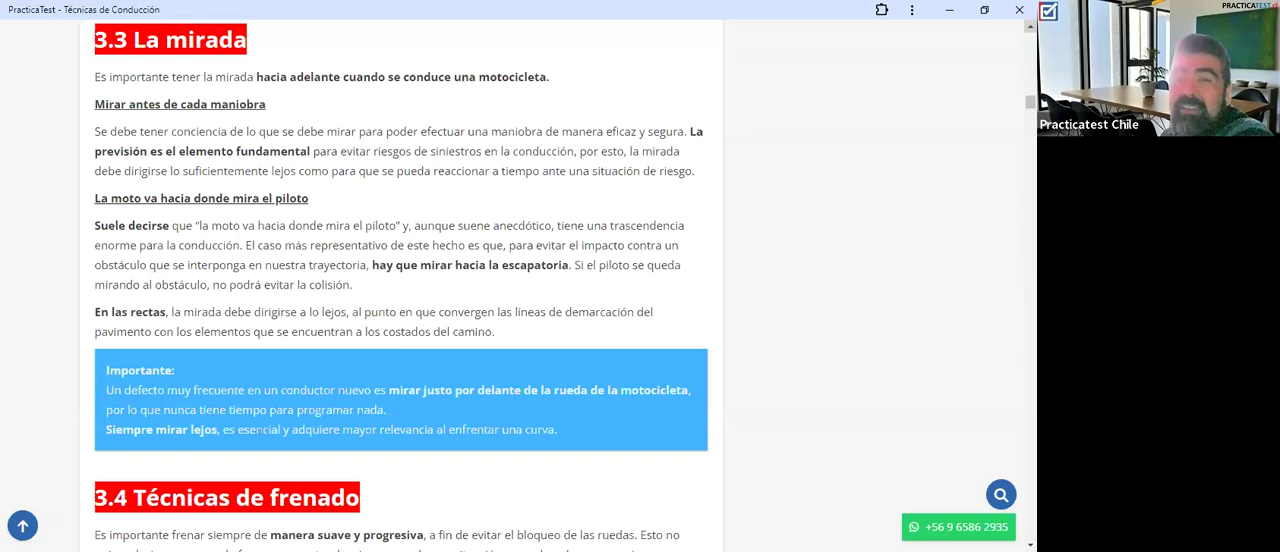 PracticaTest - Técnicas de Conducción
PRACTICATEST
3.3 La mirada
Es importante tener la mirada hacia adelante cuando se conduce una motocicleta.
Mirar antes de cada maniobra
Se debe tener conciencia de lo que se debe mirar para poder efectuar una maniobra de manera eficaz y segura. La
previsión es el elemento fundamental para evitar riesgos de siniestros en la conducción, por esto, la mirada
debe dirigirse lo suficientemente lejos como para que se pueda reaccionar a tiempo ante una situación de riesgo.
La moto va hacia donde mira el piloto
Suele decirse que “la moto va hacia donde mira el piloto” y, aunque suene anecdótico, tiene una trascendencia
enorme para la conducción. El caso más representativo de este hecho es que, para evitar el impacto contra un
obstáculo que se interponga en nuestra trayectoria, hay que mirar hacia la escapatoria. Si el piloto se queda
mirando al obstáculo, no podrá evitar la colisión.
En las rectas, la mirada debe dirigirse a lo lejos, al punto en que convergen las líneas de demarcación del
pavimento con los elementos que se encuentran a los costados del camino.
Importante:
Un defecto muy frecuente en un conductor nuevo es mirar justo por delante de la rueda de la motocicleta,
por lo que nunca tiene tiempo para programar nada.
Siempre mirar lejos, es esencial y adquiere mayor relevancia al enfrentar una curva.
3.4 Técnicas de frenado
Es importante frenar siempre de manera suave y progresiva, a fin de evitar el bloqueo de las ruedas. Esto no
+56 9 6586 2935
Practicatest Chile